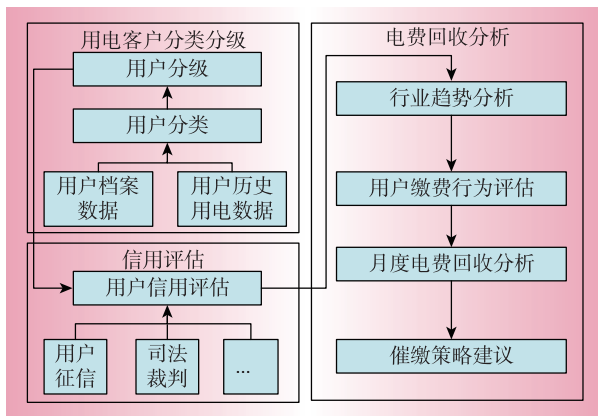 用电客户分类分级
用户分级
用户分类
用户档案
数据
用户历史
用电数据
信用评估
用户信用评估
用户
征信
司法
裁判
...
电费回收分析
行业趋势分析
用户缴费行为评估
月度电费回收分析
催缴策略建议